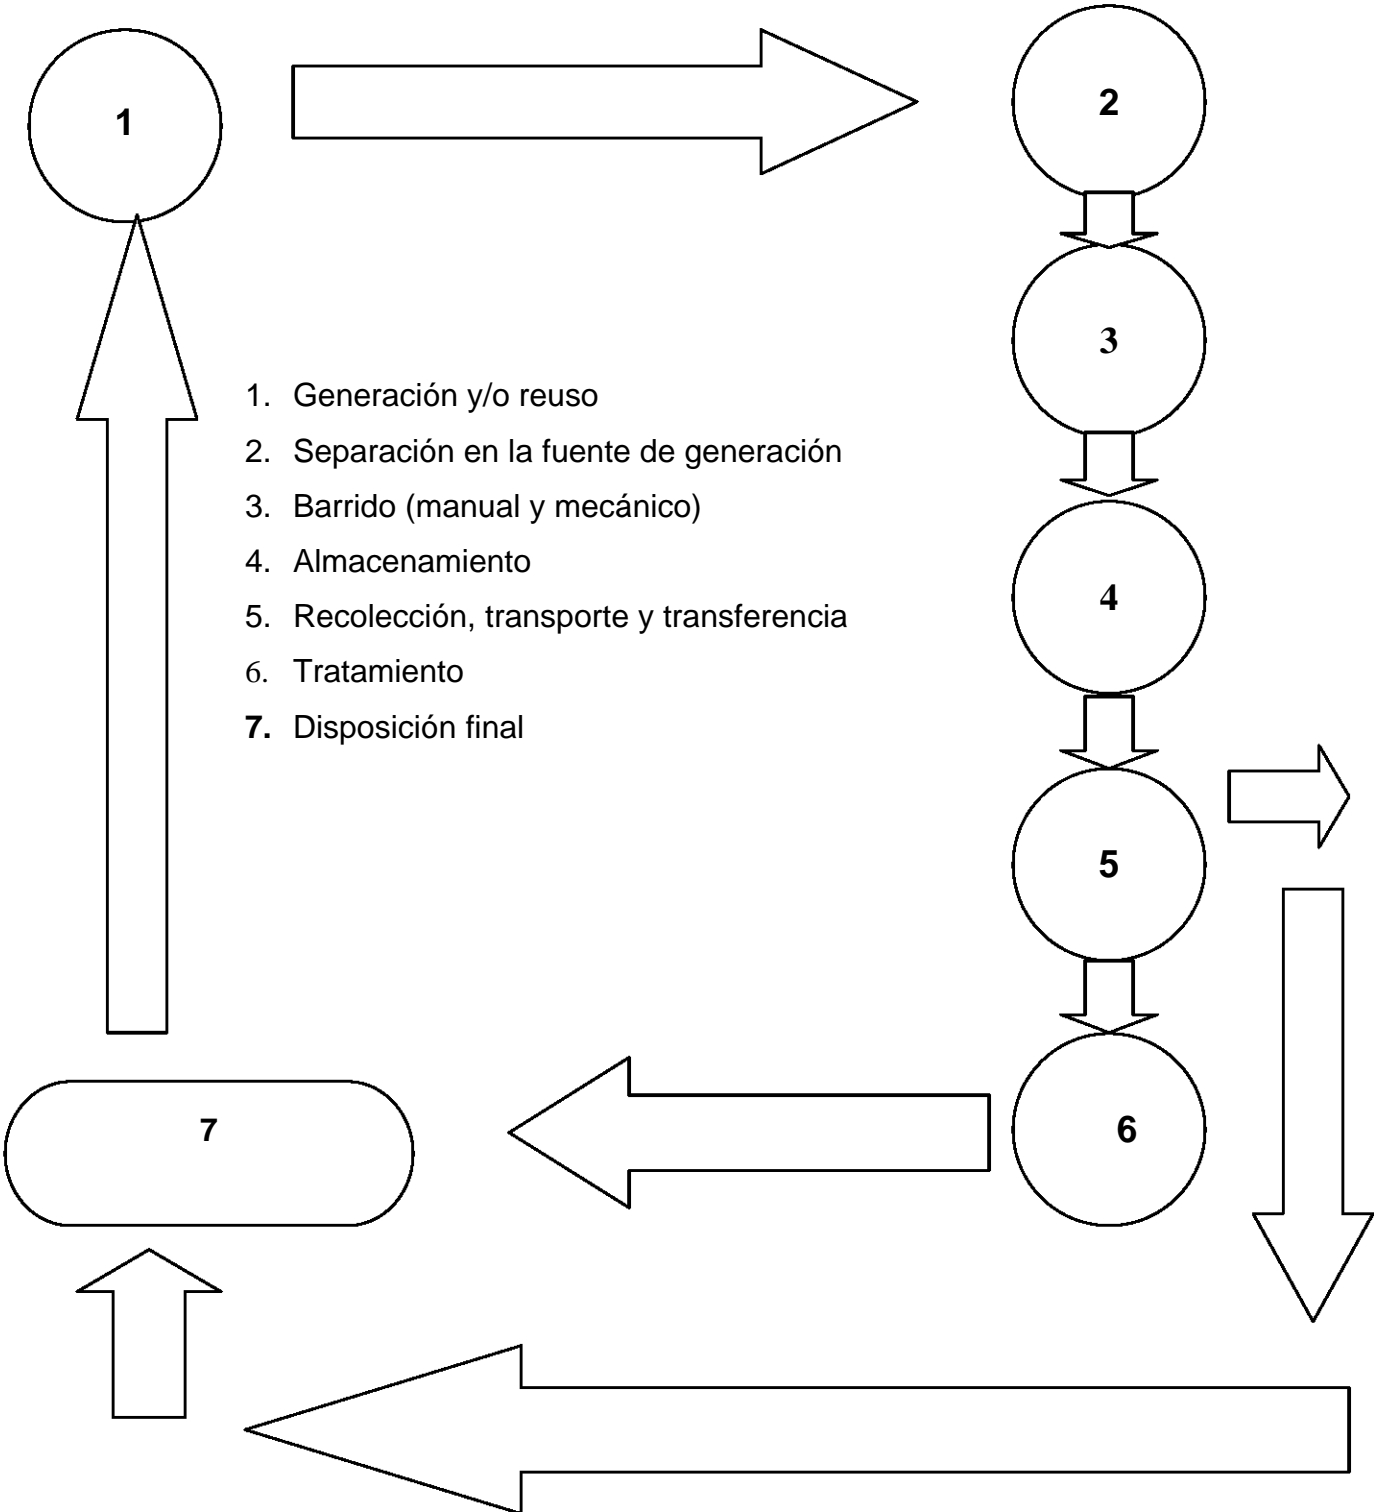 1
2
3
1. Generación y/o reuso
2. Separación en la fuente de generación
3. Barrido (manual y mecánico)
4. Almacenamiento
5. Recolección, transporte y transferencia
6. Tratamiento
7. Disposición final
4
5
6
7